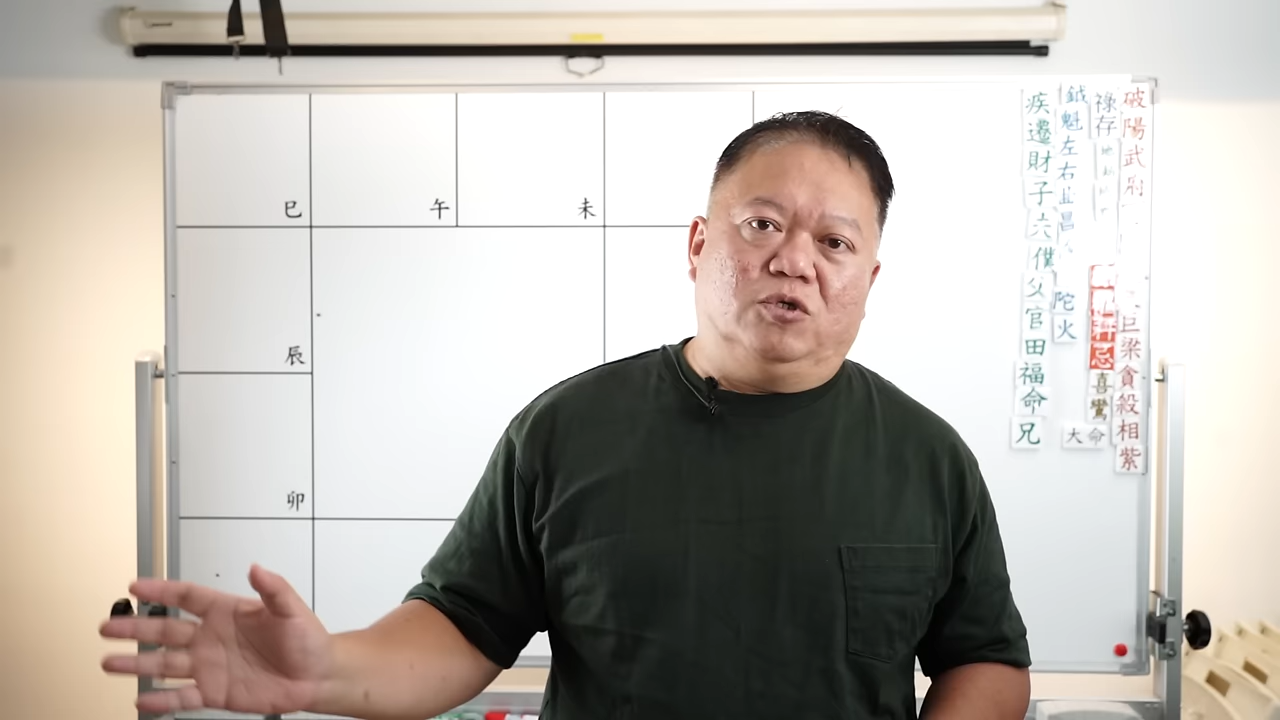 巳
午
未
辰
卯
疾遷財子六僕父官田福命兄
鉞魁左右
昌
陀火
祿存
忌
喜鸞
大命
破陽武府
巨梁貪殺相紫